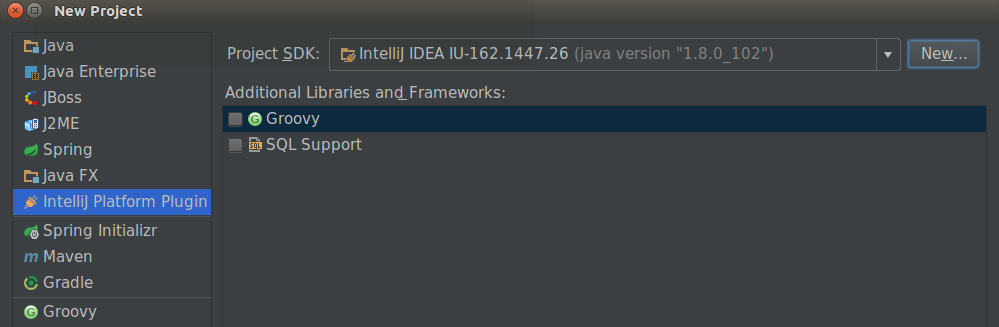 New Project
Java
Java Enterprise
JBoss
J2ME
Spring
Java FX
IntelliJ Platform Plugin
Spring Initializr
Maven
Gradle
Groovy
Project SDK: IntelliJ IDEA IU-162.1447.26 (java version "1.8.0_102") New...
Additional Libraries and Frameworks:
Groovy
SQL Support